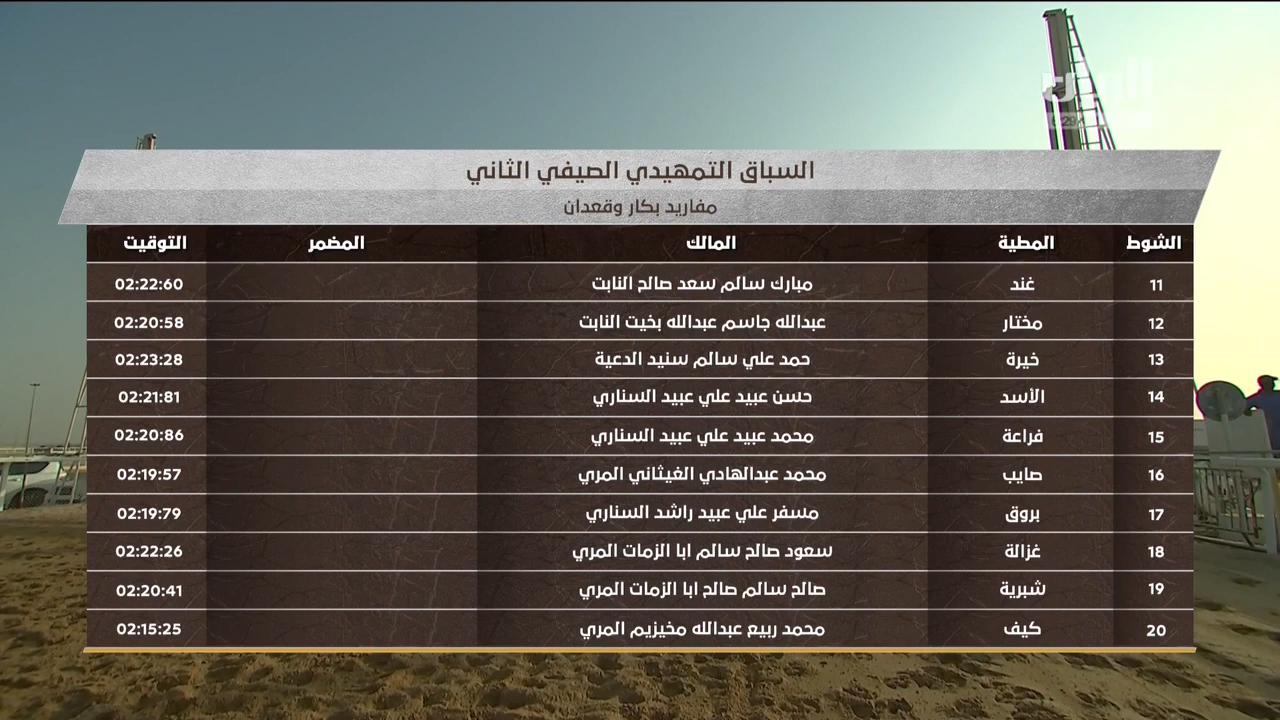 السباق التمهيدي الصيفي الثاني
مفاريد بكار وقعدان
الشوط المطية المالك المضمر التوقيت
11 غند مبارك سالم سعد صالح النابت 02:22:60
12 مختار عبدالله جاسم عبدالله بخيت النابت 02:20:58
13 خيرة حمد علي سالم سنيد الدعية 02:23:28
14 الأسد حسن عبيد علي عبيد السناري 02:21:81
15 فراعة محمد عبيد علي عبيد السناري 02:20:86
16 صايب محمد عبدالهادي الغيثاني المري 02:19:57
17 بروق مسفر علي عبيد راشد السناري 02:19:79
18 غزالة سعود صالح سالم ابا الزمات المري 02:22:26
19 شبرية صالح سالم صالح ابا الزمات المري 02:20:41
20 كيف محمد ربيع عبدالله مخيزيم المري 02:15:25